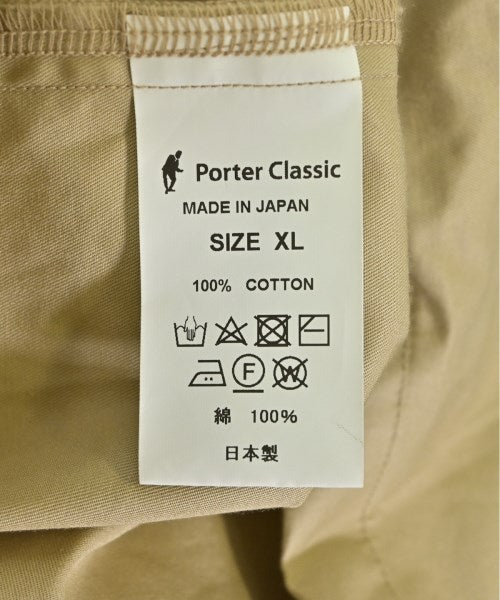 Porter Classic
MADE IN JAPAN
SIZE XL
100% COTTON
F W
綿 100%
日本製